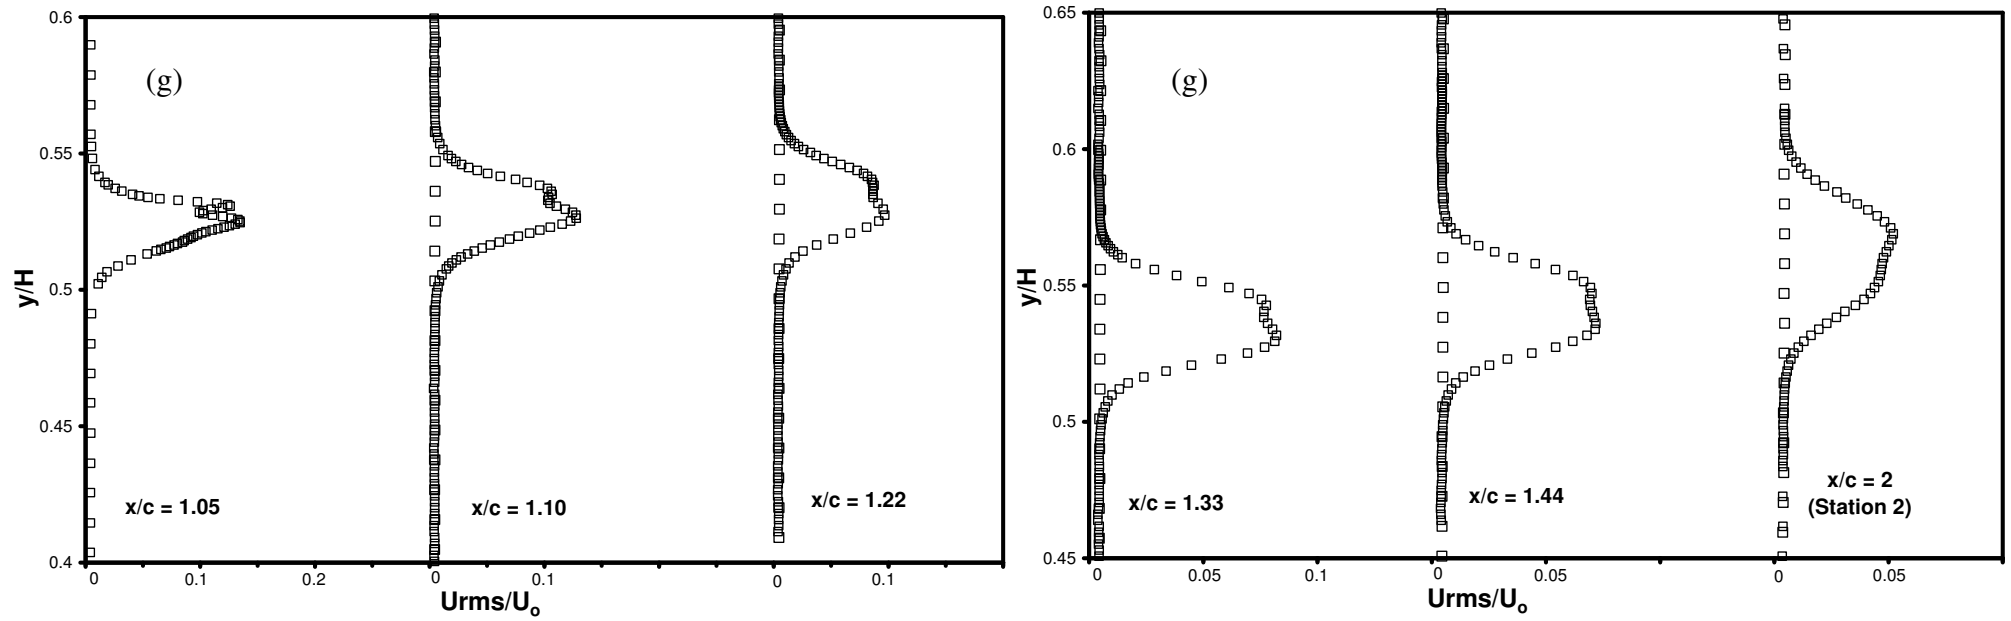 0.6
(g)
0.55
0.5
0.45
0.4
y/H
x/c = 1.05
x/c = 1.10
x/c = 1.22
0 0.1 0.2 0 0.1 0 0.1
Urms/Uo
0.65
(g)
0.6
0.55
0.5
0.45
y/H
x/c = 1.33
x/c = 1.44
x/c = 2
(Station 2)
0 0.05 0.1 0 0.05 0 0.05
Urms/Uo